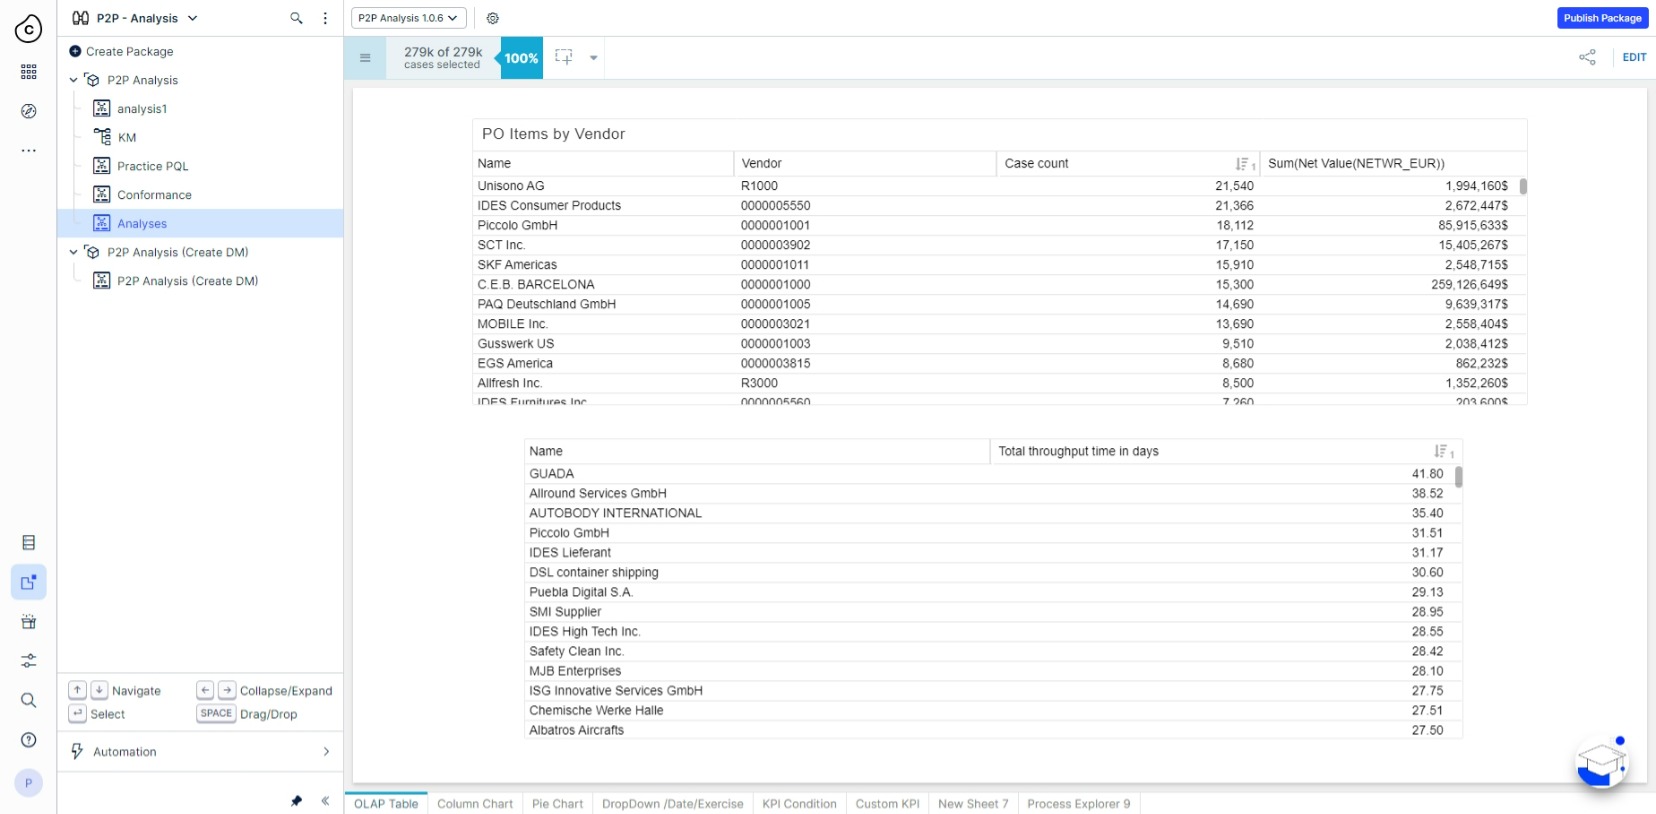 P2P - Analysis
P2P Analysis 1.0.6
Publish Package
Create Package
P2P Analysis
analysis1
KM
Practice PQL
Conformance
Analyses
P2P Analysis (Create DM)
P2P Analysis (Create DM)
Navigate
Collapse/Expand
Select
SPACE Drag/Drop
Automation
P
279k of 279k
cases selected
100%
EDIT
PO Items by Vendor
Name Vendor Case count 1 Sum(Net Value(NETWR_EUR))
Unisono AG R1000 21,540 1,994,160$
IDES Consumer Products 0000005550 21,366 2,672,447$
Piccolo GmbH 0000001001 18,112 85,915,633$
SCT Inc. 0000003902 17,150 15,405,267$
SKF Americas 0000001011 15,910 2,548,715$
C.E.B. BARCELONA 0000001000 15,300 259,126,649$
PAQ Deutschland GmbH 0000001005 14,690 9,639,317$
MOBILE Inc. 0000003021 13,690 2,558,404$
Gusswerk US 0000001003 9,510 2,038,412$
EGS America 0000003815 8,680 862,232$
Allfresh Inc. R3000 8,500 1,352,260$
IDES Furnitures Inc 0000005560 7,260 203,600$
Name Total throughput time in days 1
GUADA 41.80
Allround Services GmbH 38.52
AUTOBODY INTERNATIONAL 35.40
Piccolo GmbH 31.51
IDES Lieferant 31.17
DSL container shipping 30.60
Puebla Digital S.A. 29.13
SMI Supplier 28.95
IDES High Tech Inc. 28.55
Safety Clean Inc. 28.42
MJB Enterprises 28.10
ISG Innovative Services GmbH 27.75
Chemische Werke Halle 27.51
Albatros Aircrafts 27.50
OLAP Table Column Chart Pie Chart DropDown /Date/Exercise KPI Condition Custom KPI New Sheet 7 Process Explorer 9